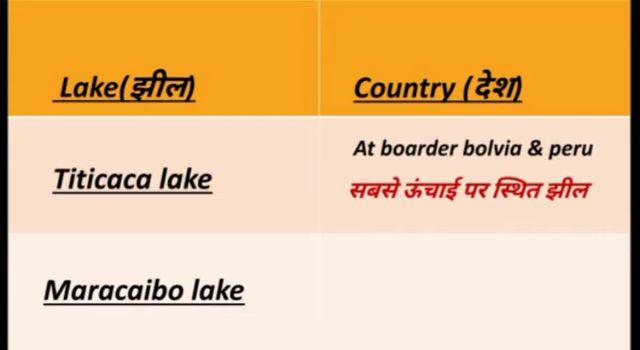 Lake(झील)
Country (देश)
Titicaca lake
At boarder bolvia & peru
सबसे ऊंचाई पर स्थित झील
Maracaibo lake